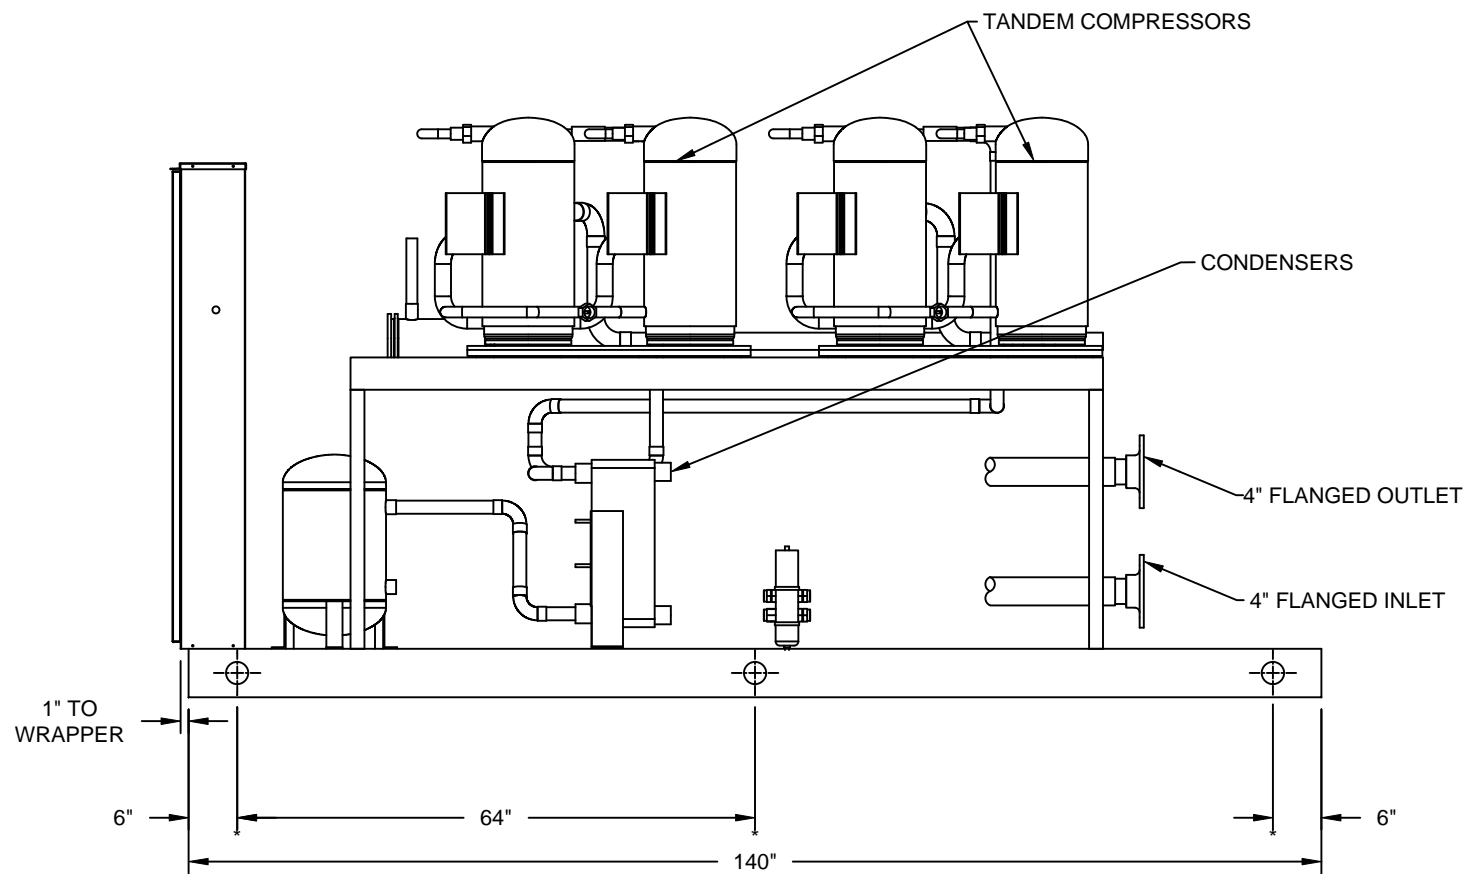 TANDEM COMPRESSORS
CONDENSERS
4" FLANGED OUTLET
4" FLANGED INLET
1" TO
WRAPPER
6"
64"
6"
*
*
*
140"